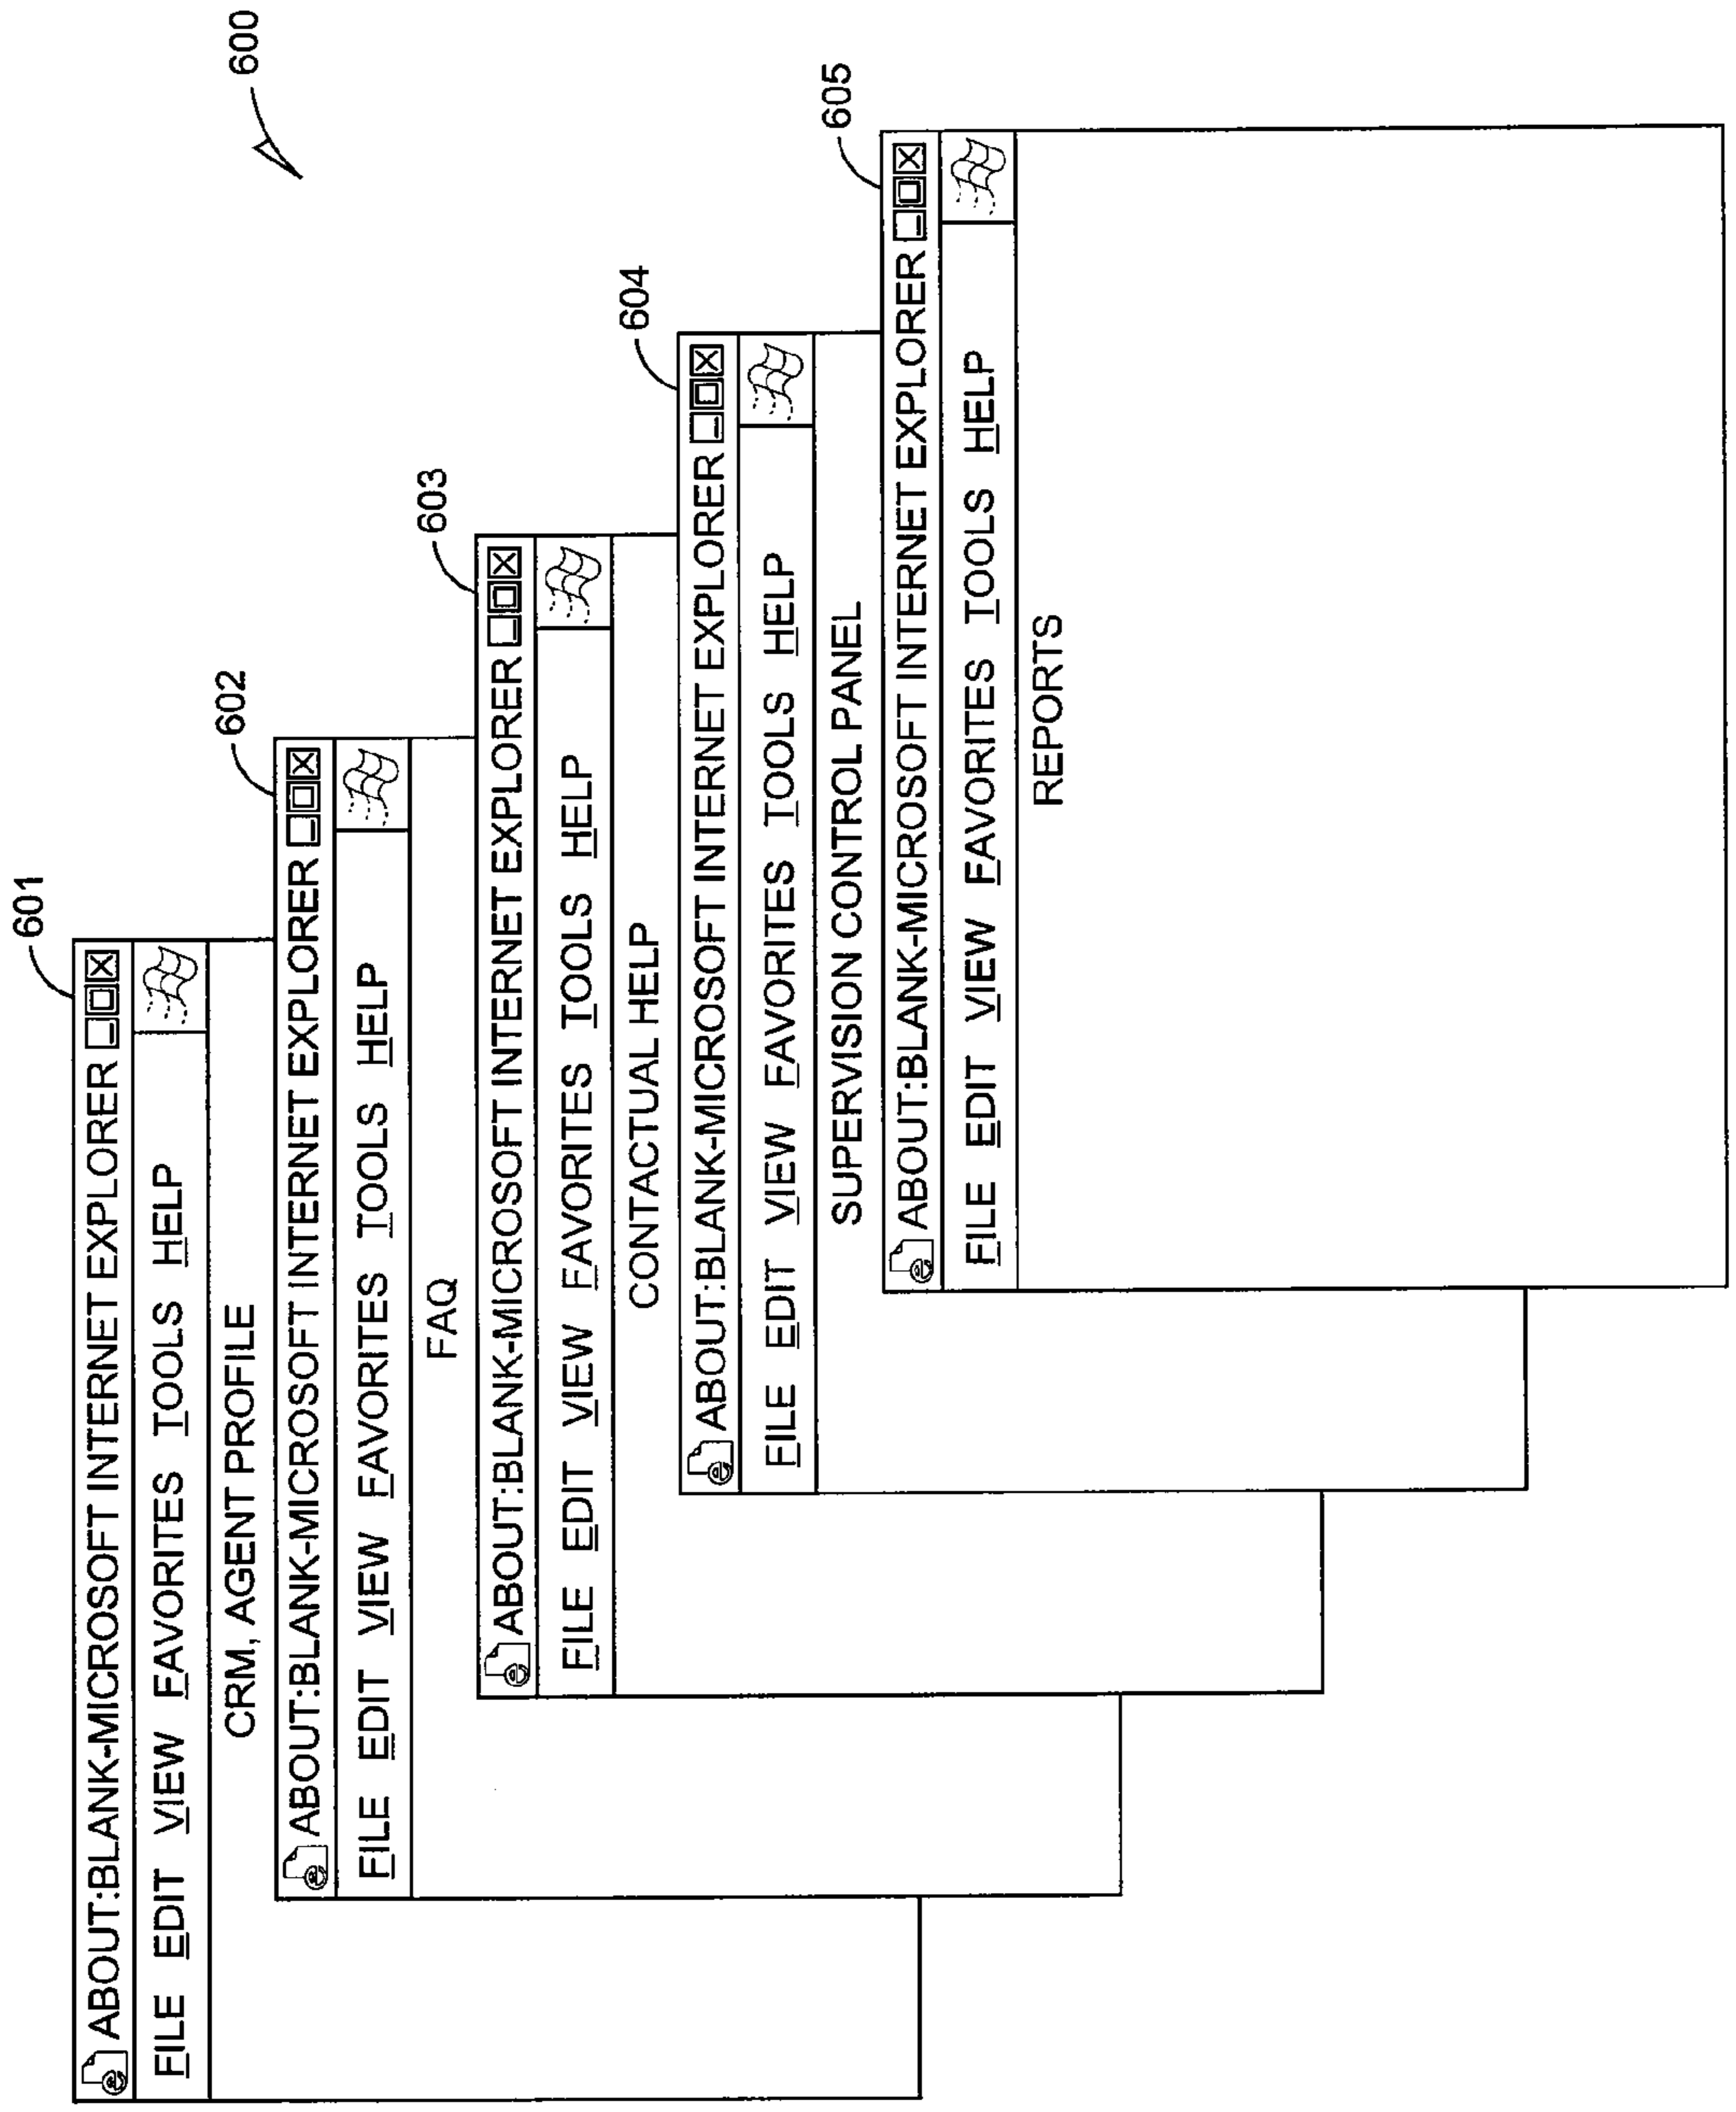 600
601
ABOUT:BLANK-MICROSOFT INTERNET EXPLORER
FILE EDIT VIEW FAVORITES TOOLS HELP
CRM, AGENT PROFILE
602
ABOUT:BLANK-MICROSOFT INTERNET EXPLORER
FILE EDIT VIEW FAVORITES TOOLS HELP
FAQ
603
ABOUT:BLANK-MICROSOFT INTERNET EXPLORER
FILE EDIT VIEW FAVORITES TOOLS HELP
CONTACTUAL HELP
604
ABOUT:BLANK-MICROSOFT INTERNET EXPLORER
FILE EDIT VIEW FAVORITES TOOLS HELP
SUPERVISION CONTROL PANEL
605
ABOUT:BLANK-MICROSOFT INTERNET EXPLORER
FILE EDIT VIEW FAVORITES TOOLS HELP
REPORTS